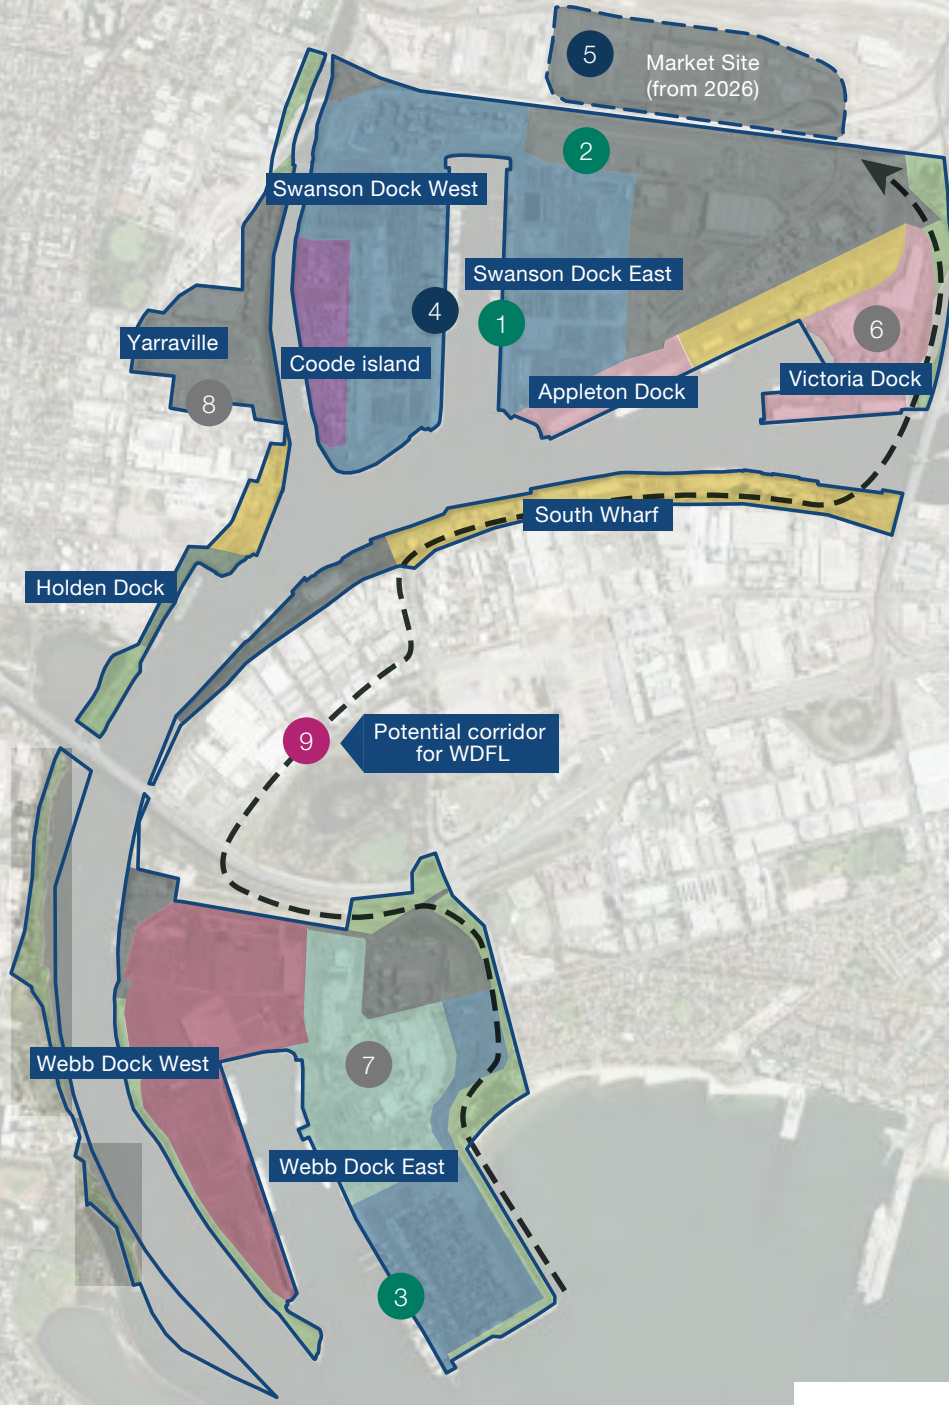 5
Market Site
(from 2026)
2
Swanson Dock West
Swanson Dock East
4
1
6
Yarraville
Coode island
Victoria Dock
Appleton Dock
8
South Wharf
Holden Dock
9
Potential corridor
for WDFL
Webb Dock West
7
Webb Dock East
3